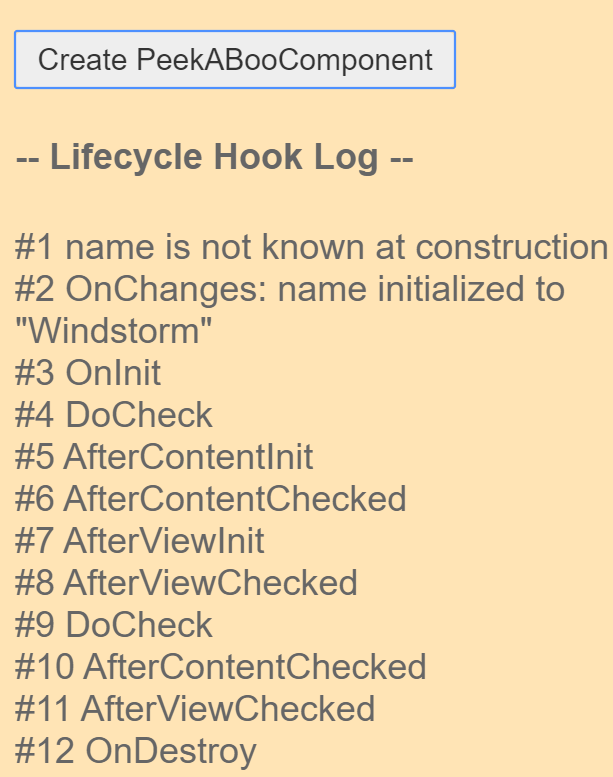 Create PeekABooComponent
-- Lifecycle Hook Log --
#1 name is not known at construction
#2 OnChanges: name initialized to
"Windstorm"
#3 OnInit
#4 DoCheck
#5 AfterContentInit
#6 AfterContentChecked
#7 AfterViewInit
#8 AfterViewChecked
#9 DoCheck
#10 AfterContentChecked
#11 AfterViewChecked
#12 OnDestroy